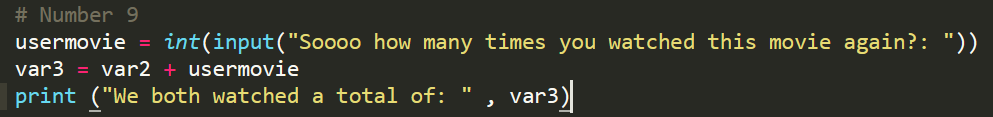 # Number 9
usermovie = int(input("Soooo how many times you watched this movie again?: "))
var3 = var2 + usermovie
print ("We both watched a total of: " , var3)